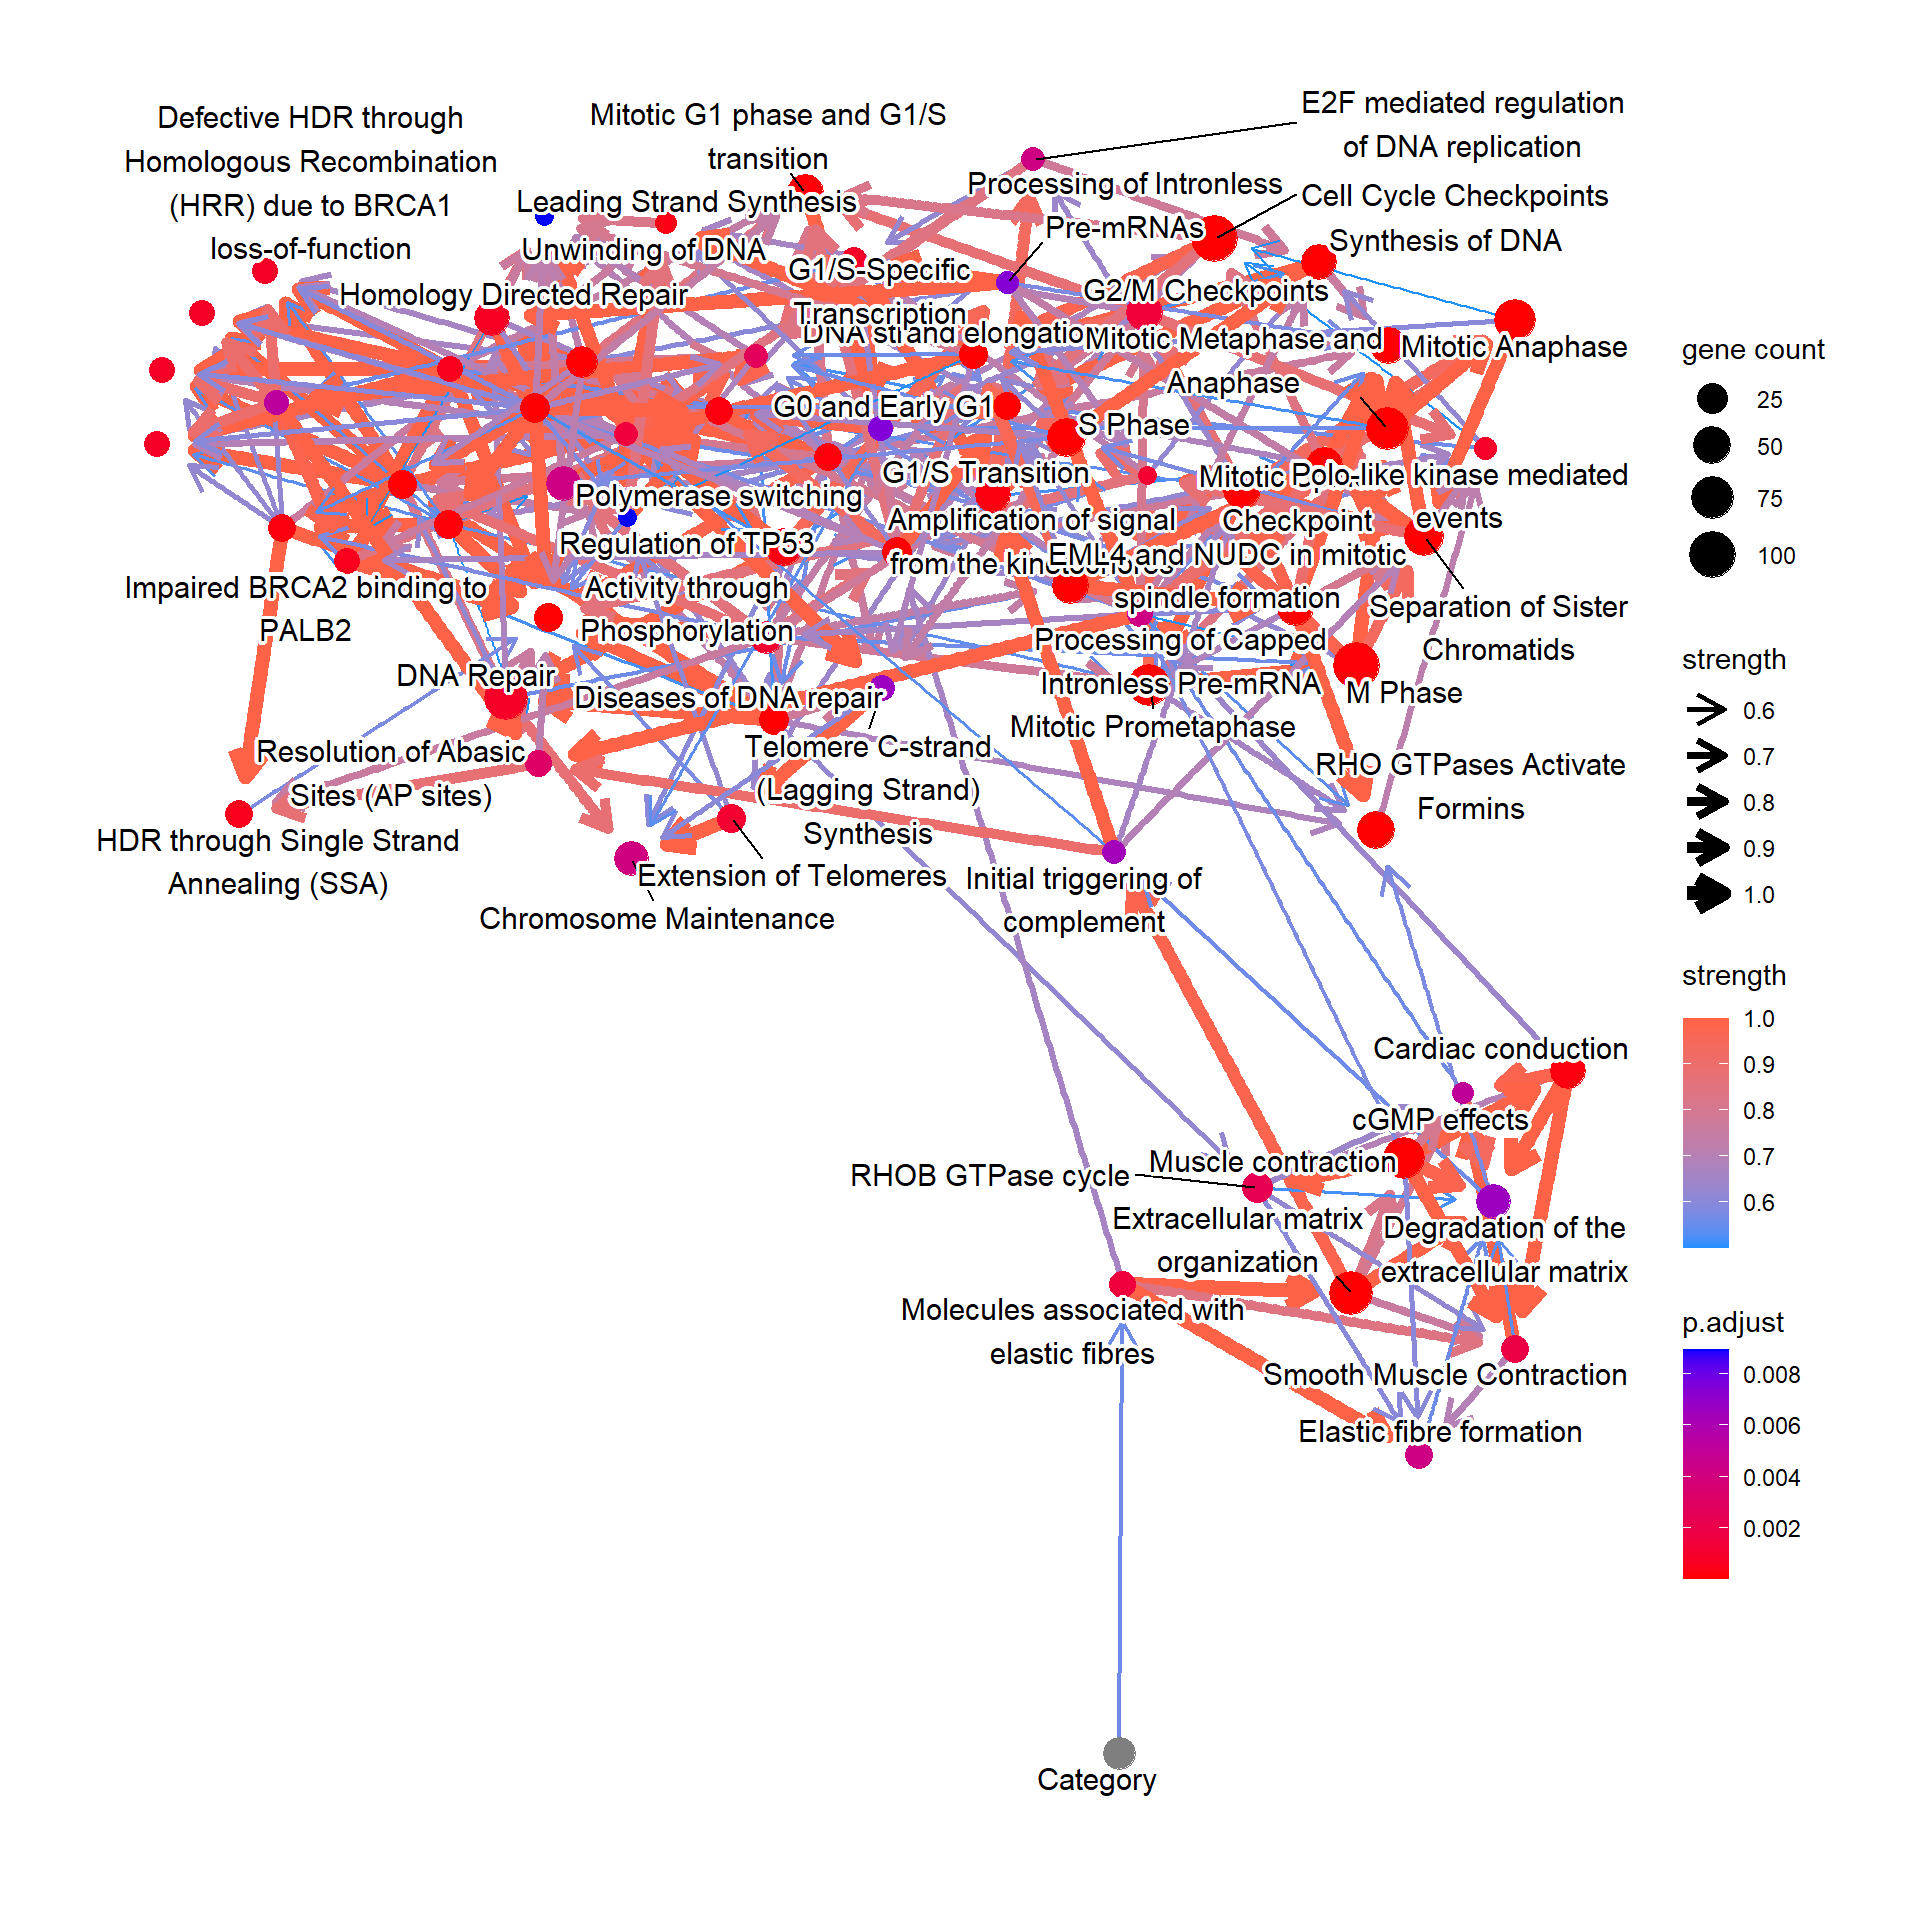 Defective HDR through
Homologous Recombination
(HRR) due to BRCA1
loss-of-function
Mitotic G1 phase and G1/S
transition
E2F mediated regulation
of DNA replication
Leading Strand Synthesis
Processing of Intronless
Pre-mRNAs
Cell Cycle Checkpoints
Synthesis of DNA
Unwinding of DNA
G1/S-Specific
Transcription
Homology Directed Repair
G2/M Checkpoints
DNA strand elongation
Mitotic Metaphase and
Anaphase
Mitotic Anaphase
G0 and Early G1
S Phase
G1/S Transition
Mitotic
Checkpoint
Polo-like kinase mediated
events
Polymerase switching
Amplification of signal
from the
Regulation of TP53
Activity through
Phosphorylation
EML4 and NUDC in mitotic
spindle formation
Impaired BRCA2 binding to
PALB2
Separation of Sister
Chromatids
Processing of Capped
Intronless Pre-mRNA
DNA Repair
Diseases of DNA repair
M Phase
Mitotic Prometaphase
Resolution of Abasic
Sites (AP sites)
Telomere C-strand
(Lagging Strand)
Synthesis
RHO GTPases Activate
Formins
HDR through Single Strand
Annealing (SSA)
Extension of Telomeres
Chromosome Maintenance
Initial triggering of
complement
Cardiac conduction
cGMP effects
Muscle contraction
RHOB GTPase cycle
Extracellular matrix
organization
Degradation of the
extracellular matrix
Molecules associated with
elastic fibres
Smooth Muscle Contraction
Elastic fibre formation
Category
gene count
25
50
75
100
strength
0.6
0.7
0.8
0.9
1.0
strength
1.0
0.9
0.8
0.7
0.6
p.adjust
0.008
0.006
0.004
0.002